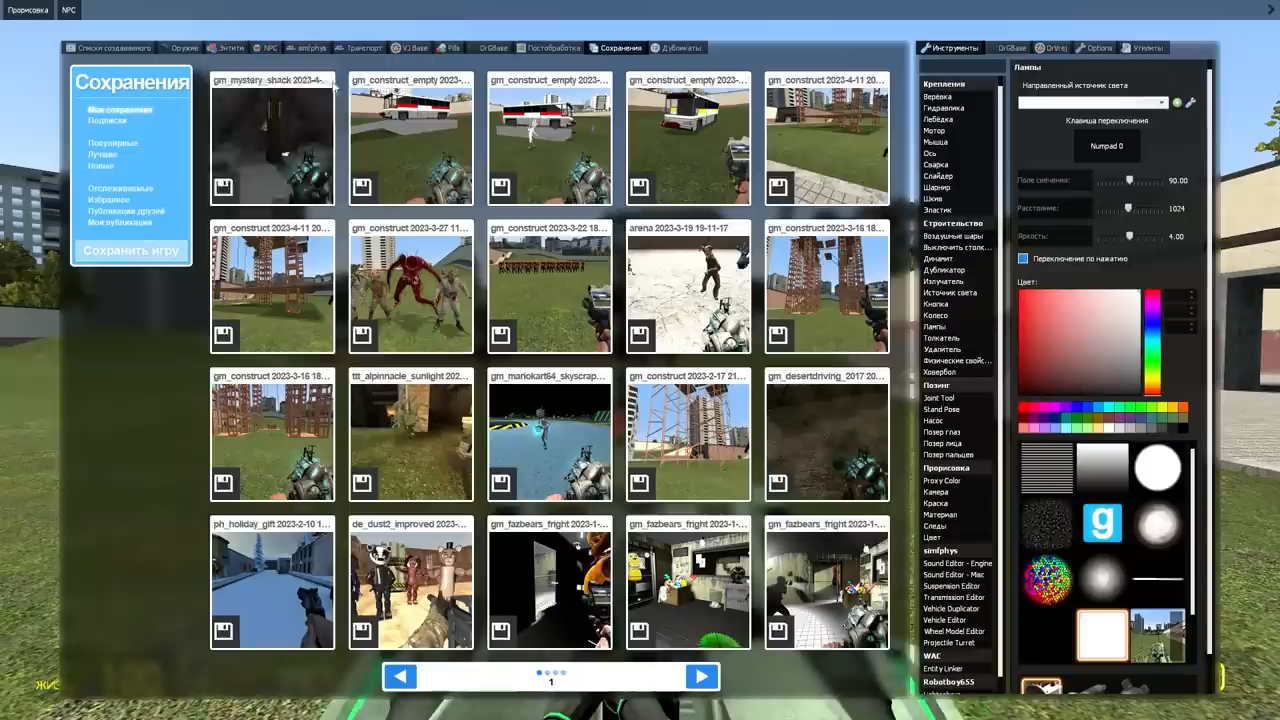 Прорисовка NPC
Списки создаваемого Оружие Энтити NPC simfphys Транспорт VJ Base Pills DrGBase Постобработка Сохранения Дубликаты
Инструменты DrGBase Options Утилиты
Сохранения
Мои сохранения
Подписки
Популярные
Лучшие
Новые
Отслеживаемые
Избранное
Публикации друзей
Мои публикации
Сохранить игру
gm_mystery_shack 2023-4-...
gm_construct_empty 2023-...
gm_construct_empty 2023-...
gm_construct_empty 2023-...
gm_construct 2023-4-11 20...
gm_construct 2023-4-11 20...
gm_construct 2023-3-27 11...
gm_construct 2023-3-22 18...
arena 2023-3-19 19-11-17
gm_construct 2023-3-16 18...
gm_construct 2023-3-16 18...
ttt_alpinnacle_sunlight 202...
gm_mariokart64_skyscrap...
gm_construct 2023-2-17 21...
gm_desertdriving_2017 20...
ph_holiday_gift 2023-2-10 1...
de_dust2_improved 2023-...
gm_fazbears_fright 2023-1-...
gm_fazbears_fright 2023-1-...
gm_fazbears_fright 2023-1-...
1
Крепления
Верёвка
Гидравлика
Лебёдка
Мотор
Мышца
Ось
Сварка
Слайдер
Шарнир
Шкив
Эластик
Строительство
Воздушные шары
Выключить столк...
Динамит
Дубликатор
Излучатель
Источник света
Кнопка
Колесо
Лампы
Толкатель
Удалитель
Физические свойс...
Ховербол
Позинг
Joint Tool
Stand Pose
Насос
Позер глаз
Позер лица
Позер пальцев
Прорисовка
Proxy Color
Камера
Краска
Материал
Следы
Цвет
simfphys
Sound Editor - Engine
Sound Editor - Misc
Suspension Editor
Transmission Editor
Vehicle Duplicator
Vehicle Editor
Wheel Model Editor
Projectile Turret
WAC
Entity Linker
Robotboy655
Лампы
Направленный источник света
Клавиша переключения
Numpad 0
Поле свечения: 90.00
Расстояние: 1024
Яркость: 4.00
Переключение по нажатию
Цвет:
g